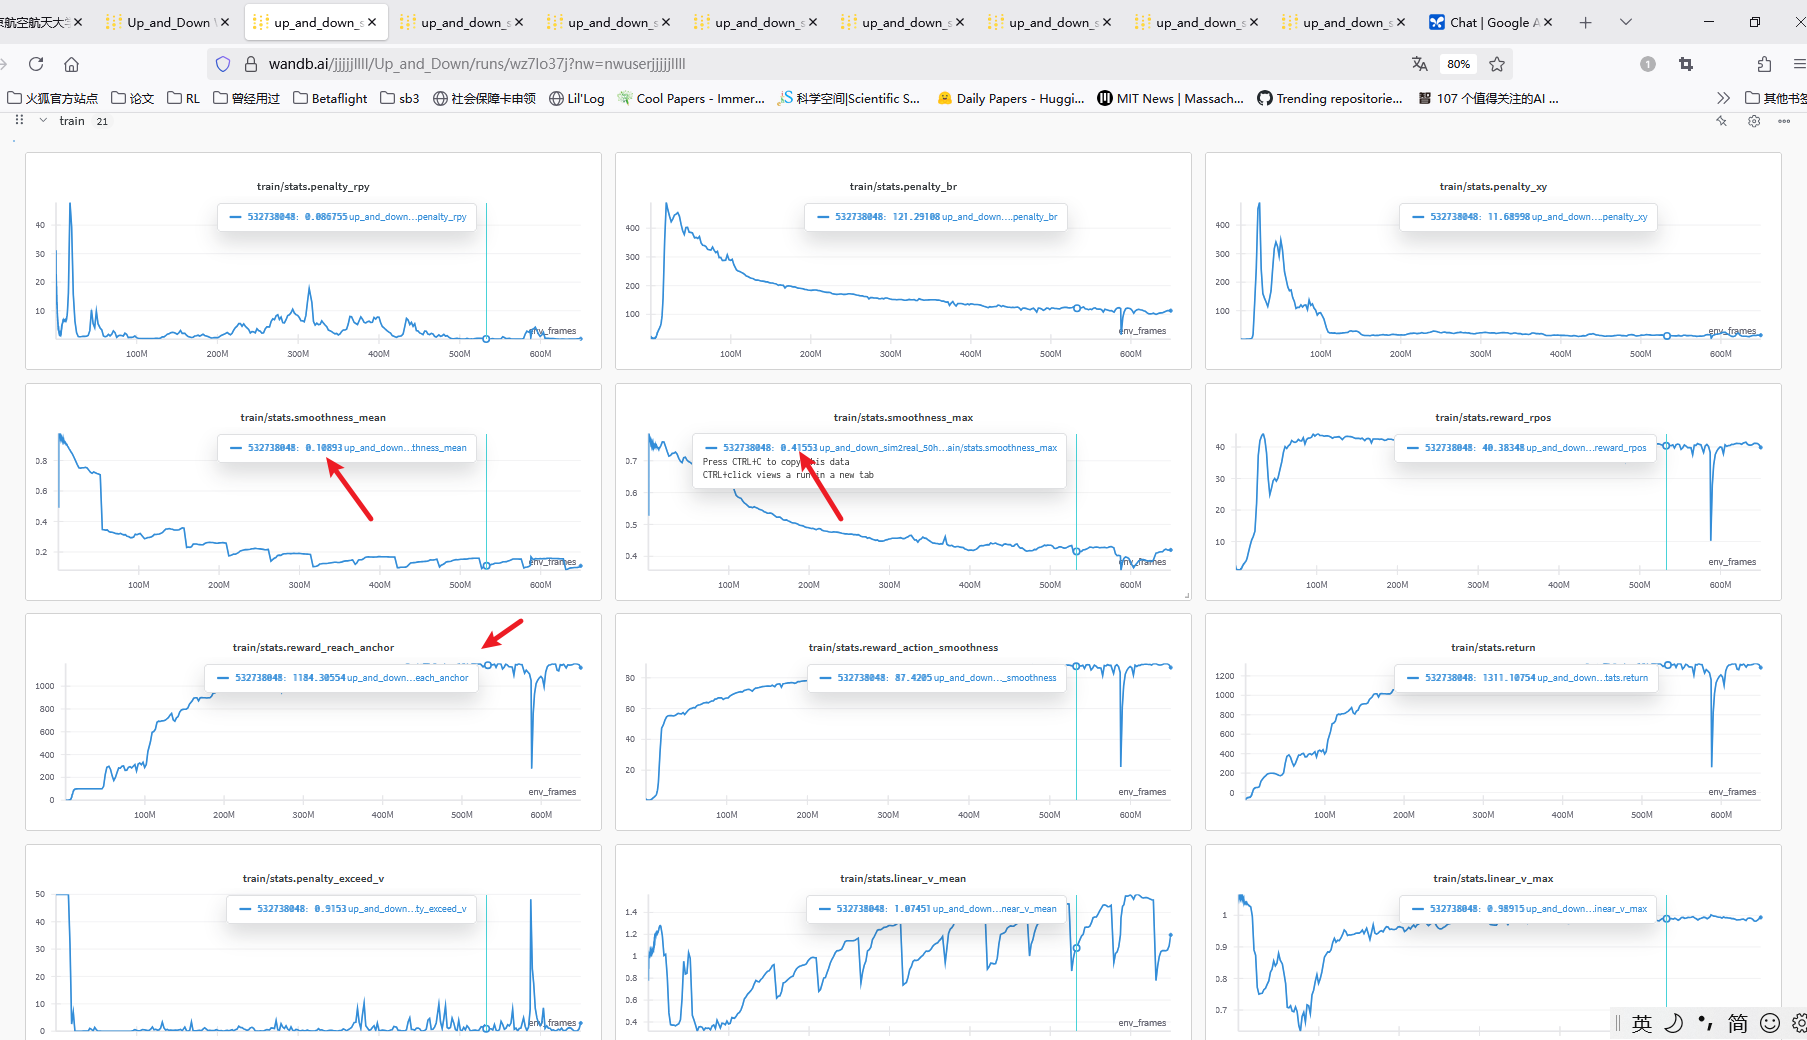 京航空航天大学
Up_and_Down
up_and_down_s
up_and_down_s
up_and_down_s
up_and_down_s
up_and_down_s
up_and_down_s
up_and_down_s
up_and_down_s
Chat | Google A
wandb.ai/jjjjjllll/Up_and_Down/runs/wz7lo37j?nw=nwuserjjjjjllll
80%
1
火狐官方站点
论文
RL
曾经用过
Betaflight
sb3
社会保障卡申领
Lil'Log
Cool Papers - Immer...
科学空间|Scientific S...
Daily Papers - Huggi...
MIT News | Massach...
Trending repositorie...
107 个值得关注的AI ...
其他书签
train 21
train/stats.penalty_rpy
532738048: 0.086755 up_and_down...penalty_rpy
40
30
20
10
env_frames
100M 200M 300M 400M 500M 600M
train/stats.penalty_br
532738048: 121.29108 up_and_down....penalty_br
400
300
200
100
env_frames
100M 200M 300M 400M 500M 600M
train/stats.penalty_xy
532738048: 11.68998 up_and_down....penalty_xy
400
300
200
100
env_frames
100M 200M 300M 400M 500M 600M
train/stats.smoothness_mean
532738048: 0.10893 up_and_down...thness_mean
0.8
0.6
0.4
0.2
env_frames
100M 200M 300M 400M 500M 600M
train/stats.smoothness_max
532738048: 0.41553 up_and_down_sim2real_50h...ain/stats.smoothness_max
Press CTRL+C to copy this data
CTRL+click views a run in a new tab
0.7
0.6
0.5
0.4
env_frames
100M 200M 300M 400M 500M 600M
train/stats.reward_rpos
532738048: 40.38348 up_and_down...reward_rpos
40
30
20
10
env_frames
100M 200M 300M 400M 500M 600M
train/stats.reward_reach_anchor
532738048: 1184.30554 up_and_down...each_anchor
1000
800
600
400
200
0
env_frames
100M 200M 300M 400M 500M 600M
train/stats.reward_action_smoothness
532738048: 87.4205 up_and_down..._smoothness
80
60
40
20
env_frames
100M 200M 300M 400M 500M 600M
train/stats.return
532738048: 1311.10754 up_and_down...tats.return
1200
1000
800
600
400
200
0
env_frames
100M 200M 300M 400M 500M 600M
train/stats.penalty_exceed_v
532738048: 0.9153 up_and_down...ty_exceed_v
50
40
30
20
10
0
env_frames
train/stats.linear_v_mean
532738048: 1.07451 up_and_down...near_v_mean
1.4
1.2
1
0.8
0.6
0.4
env_frames
train/stats.linear_v_max
532738048: 0.98915 up_and_down...inear_v_max
1
0.9
0.8
0.7
英
简